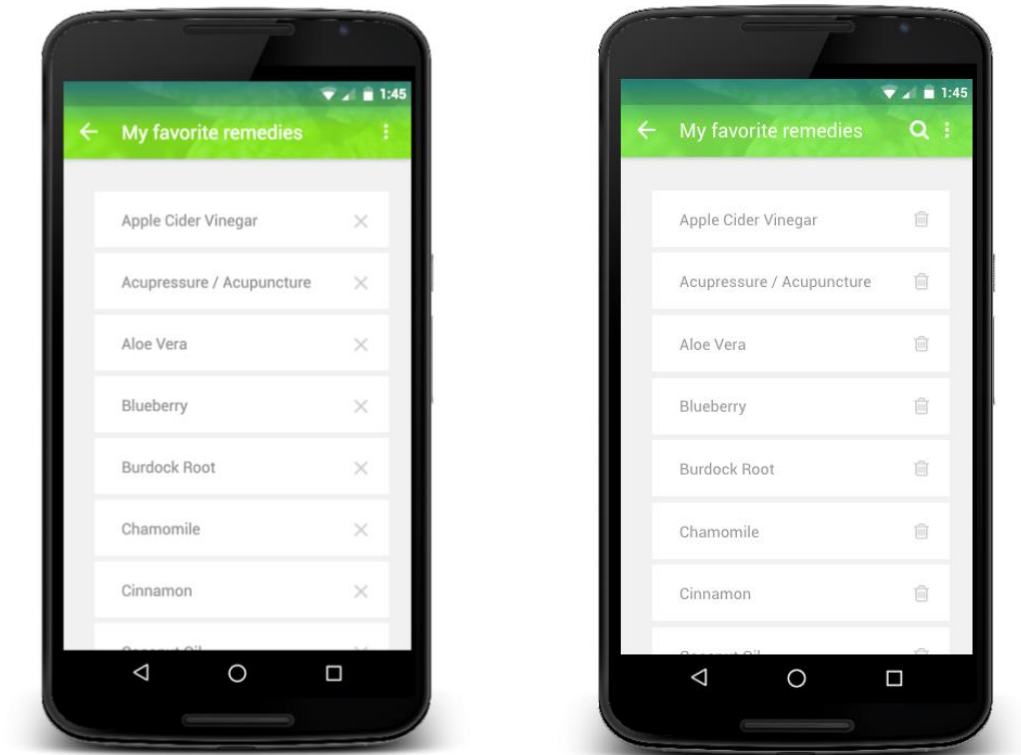 1:45
My favorite remedies
Apple Cider Vinegar
Acupressure / Acupuncture
Aloe Vera
Blueberry
Burdock Root
Chamomile
Cinnamon
1:45
My favorite remedies
Apple Cider Vinegar
Acupressure / Acupuncture
Aloe Vera
Blueberry
Burdock Root
Chamomile
Cinnamon